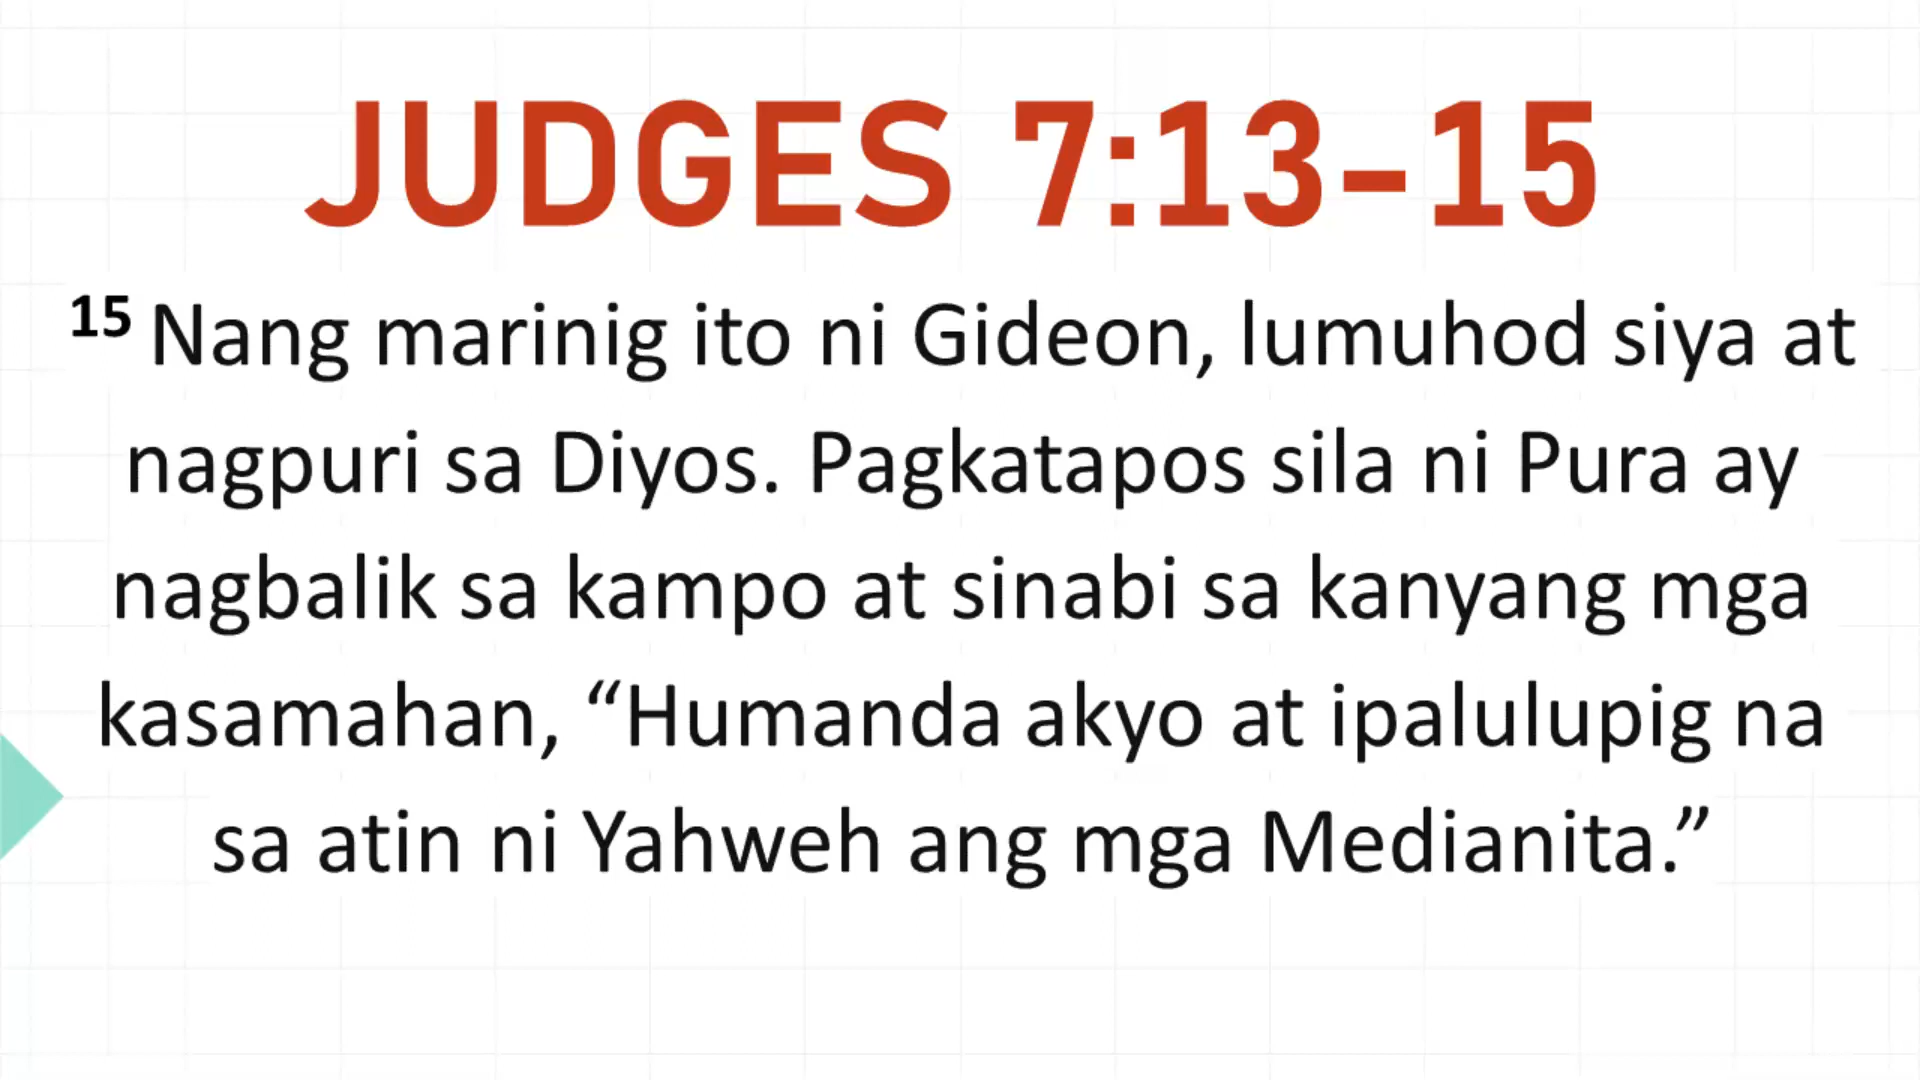 JUDGES 7:13-15
15 Nang marinig ito ni Gideon, lumuhod siya at
nagpuri sa Diyos. Pagkatapos sila ni Pura ay
nagbalik sa kampo at sinabi sa kanyang mga
kasamahan, “Humanda akyo at ipalulupig na
sa atin ni Yahweh ang mga Medianita.”